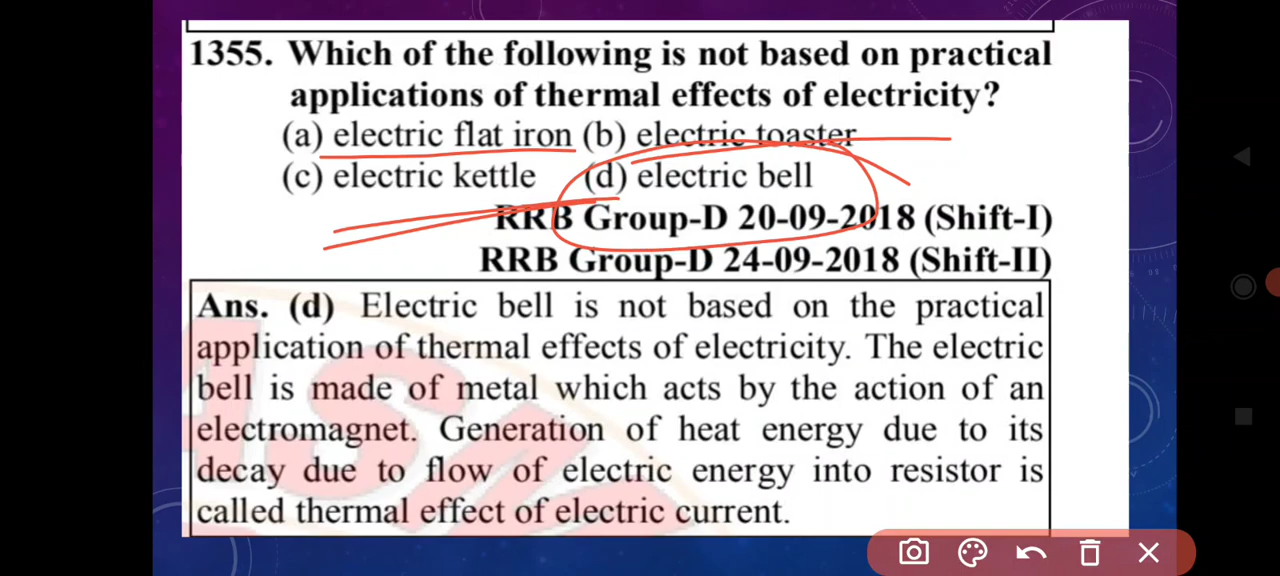 1355. Which of the following is not based on practical
applications of thermal effects of electricity?
(a) electric flat iron (b) electric toaster
(c) electric kettle (d) electric bell
RRB Group-D 20-09-2018 (Shift-I)
RRB Group-D 24-09-2018 (Shift-II)
Ans. (d) Electric bell is not based on the practical
application of thermal effects of electricity. The electric
bell is made of metal which acts by the action of an
electromagnet. Generation of heat energy due to its
decay due to flow of electric energy into resistor is
called thermal effect of electric current.